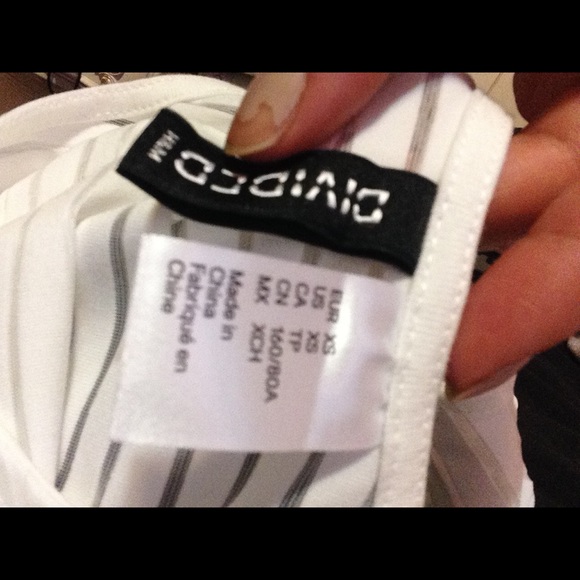 DIVIDED
H&M
EUR XS
US XS
CA TP
CN 160/80A
MX XCH
Made in
China
Fabriqué en
Chine